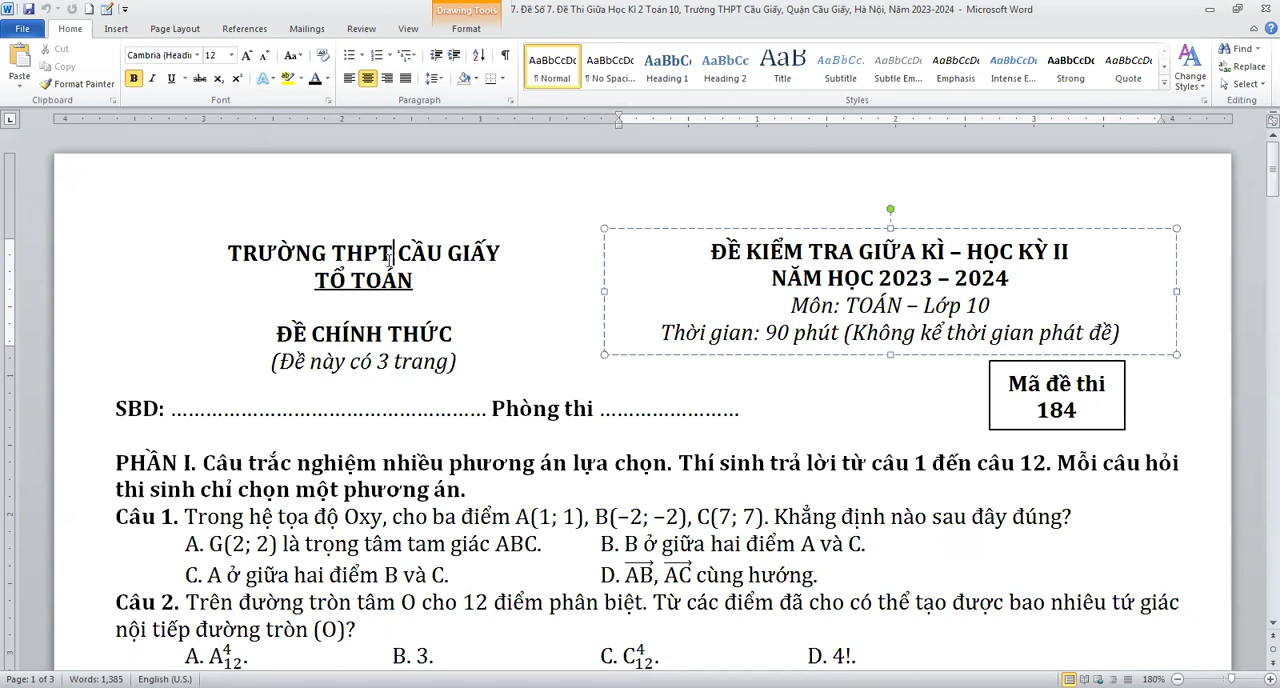 Drawing Tools
7. Đề Số 7. Đề Thi Giữa Học Kì 2 Toán 10, Trường THPT Cầu Giấy, Quận Cầu Giấy, Hà Nội, Năm 2023-2024 - Microsoft Word
File Home Insert Page Layout References Mailings Review View Format
Paste
Cut
Copy
Format Painter
Clipboard
Cambria (Headi 12
Font
Paragraph
AaBbCcDc AaBbCcDc AaBbC AaBbCc AaB AaBbCc. AaBbCcDc AaBbCcDc AaBbCcDc AaBbCcDc AaBbCcDc
¶ Normal ¶ No Spaci... Heading 1 Heading 2 Title Subtitle Subtle Em... Emphasis Intense E... Strong Quote
Styles
Change Styles
Find
Replace
Select
Editing
4 3 2 1 1 2 3 4
TRƯỜNG THPT CẦU GIẤY
TỔ TOÁN
ĐỀ CHÍNH THỨC
(Đề này có 3 trang)
ĐỀ KIỂM TRA GIỮA KÌ – HỌC KỲ II
NĂM HỌC 2023 – 2024
Môn: TOÁN – Lớp 10
Thời gian: 90 phút (Không kể thời gian phát đề)
Mã đề thi
184
SBD: ..................................................... Phòng thi ........................
PHẦN I. Câu trắc nghiệm nhiều phương án lựa chọn. Thí sinh trả lời từ câu 1 đến câu 12. Mỗi câu hỏi
thi sinh chỉ chọn một phương án.
Câu 1. Trong hệ tọa độ Oxy, cho ba điểm A(1; 1), B(−2; −2), C(7; 7). Khẳng định nào sau đây đúng?
A. G(2; 2) là trọng tâm tam giác ABC. B. B ở giữa hai điểm A và C.
C. A ở giữa hai điểm B và C. D. AB, AC cùng hướng.
Câu 2. Trên đường tròn tâm O cho 12 điểm phân biệt. Từ các điểm đã cho có thể tạo được bao nhiêu tứ giác
nội tiếp đường tròn (O)?
A. A⁴₁₂. B. 3. C. C⁴₁₂. D. 4!.
Page: 1 of 3 Words: 1,385 English (U.S.) 180%